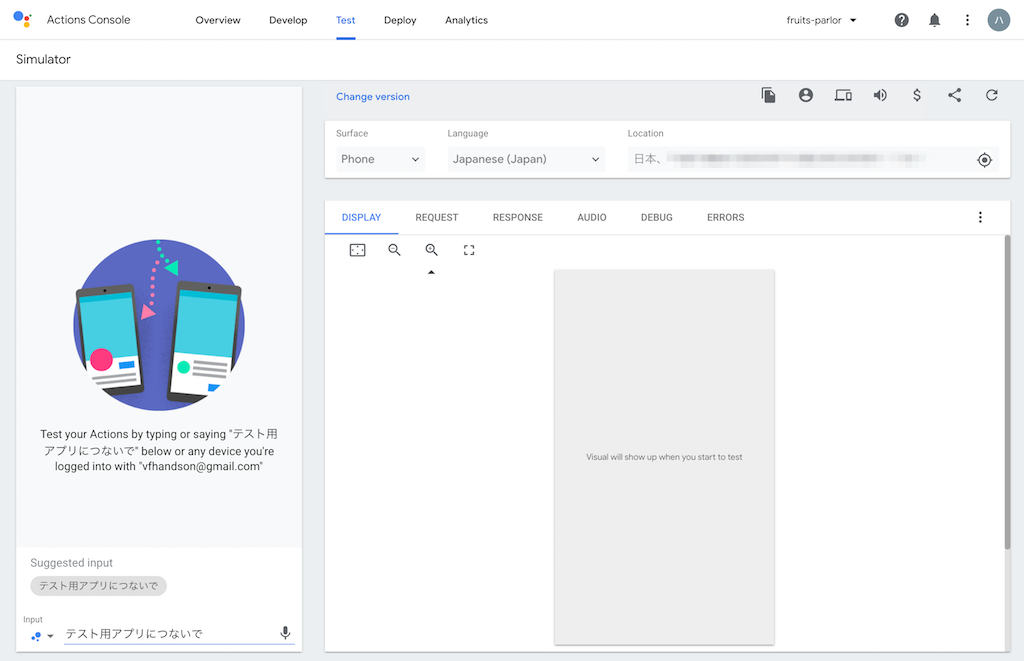 Actions Console
Overview
Develop
Test
Deploy
Analytics
fruits-parlor
Simulator
Change version
Surface
Language
Location
Phone
Japanese (Japan)
日本、
DISPLAY
REQUEST
RESPONSE
AUDIO
DEBUG
ERRORS
Visual will show up when you start to test
Test your Actions by typing or saying "テスト用
アプリにつないで" below or any device you're
logged into with "vfhandson@gmail.com"
Suggested input
テスト用アプリにつないで
Input
テスト用アプリにつないで